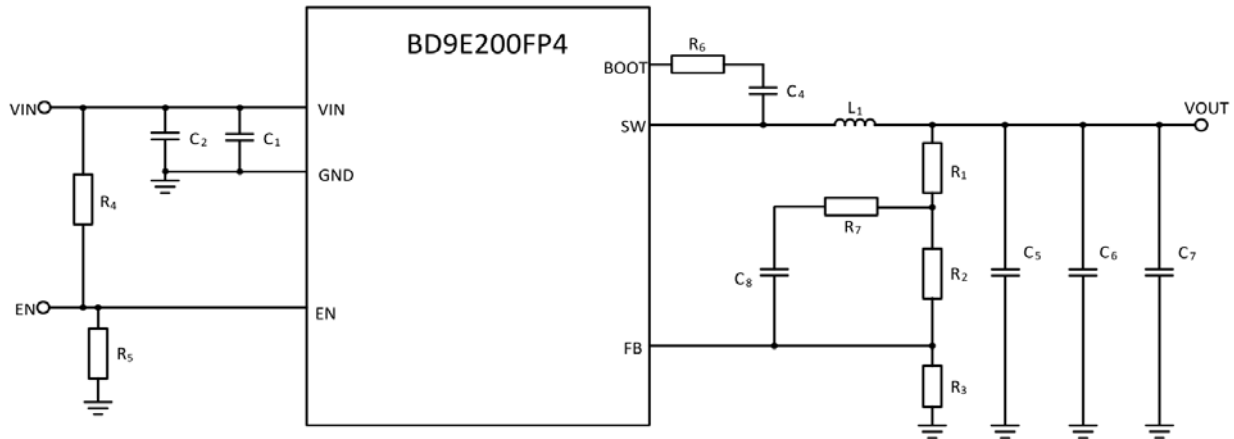 BD9E200FP4
BOOT
R6
C4
VIN
VIN
SW
L1
VOUT
C2
C1
GND
R1
R4
R7
C8
R2
C5
C6
C7
EN
EN
FB
R5
R3